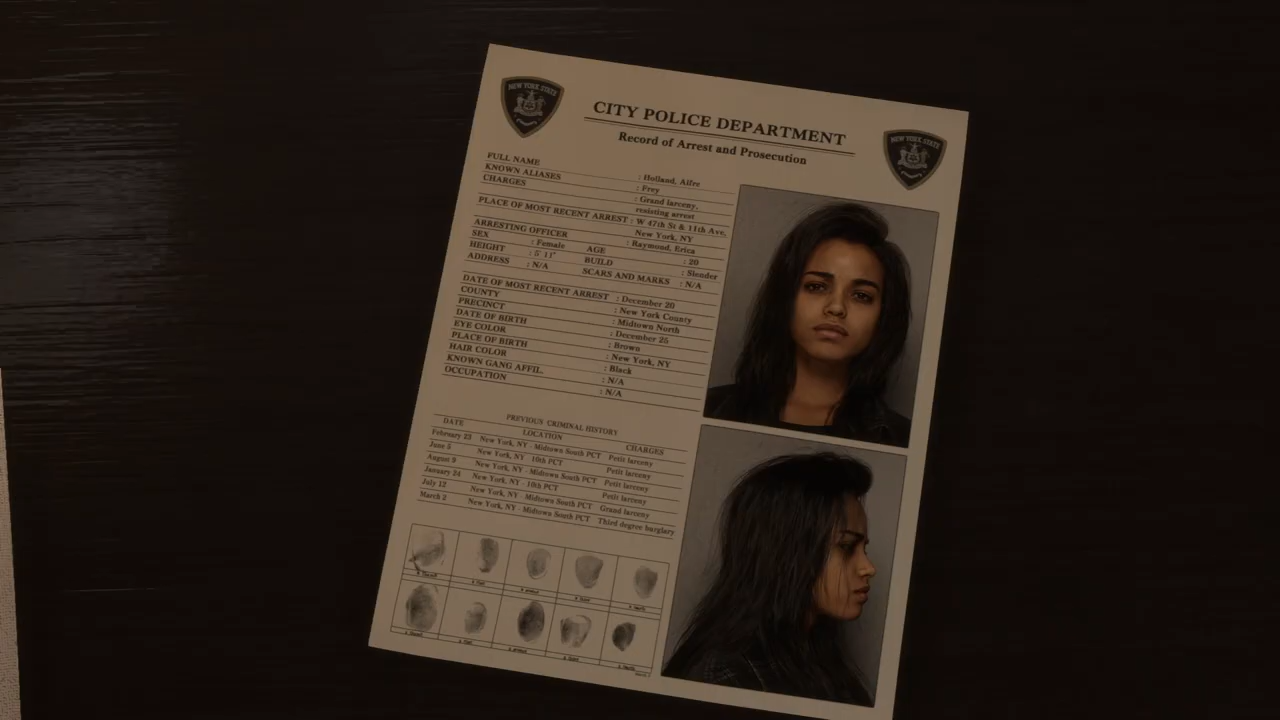 NEW YORK STATE
NEW YORK STATE
CITY POLICE DEPARTMENT
Record of Arrest and Prosecution
FULL NAME : Holland, Alfre
KNOWN ALIASES : Frey
CHARGES : Grand larceny,
resisting arrest
PLACE OF MOST RECENT ARREST : W 47th St & 11th Ave,
New York, NY
ARRESTING OFFICER : Raymond, Erica
SEX : Female AGE : 20
HEIGHT : 5' 11" BUILD : Slender
ADDRESS : N/A SCARS AND MARKS : N/A
DATE OF MOST RECENT ARREST : December 20
COUNTY : New York County
PRECINCT : Midtown North
DATE OF BIRTH : December 25
EYE COLOR : Brown
PLACE OF BIRTH : New York, NY
HAIR COLOR : Black
KNOWN GANG AFFIL. : N/A
OCCUPATION : N/A
PREVIOUS CRIMINAL HISTORY
DATE LOCATION CHARGES
February 23 New York, NY - Midtown South PCT Petit larceny
June 5 New York, NY - 10th PCT Petit larceny
August 9 New York, NY - Midtown South PCT Petit larceny
January 24 New York, NY - 10th PCT Petit larceny
July 12 New York, NY - Midtown South PCT Grand larceny
March 2 New York, NY - Midtown South PCT Third degree burglary